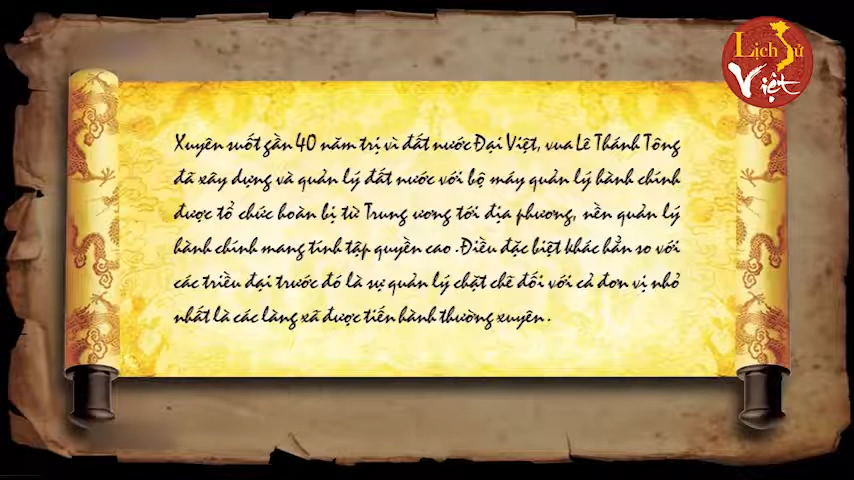 Lịch Sử
Việt
Xuyên suốt gần 40 năm trị vì đất nước Đại Việt, vua Lê Thánh Tông
đã xây dựng và quản lý đất nước với bộ máy quản lý hành chính
được tổ chức hoàn bị từ Trung ương tới địa phương, nền quản lý
hành chính mang tính tập quyền cao .Điều đặc biệt khác hẳn so với
các triều đại trước đó là sự quản lý chặt chẽ đối với cả đơn vị nhỏ
nhất là các làng xã được tiến hành thường xuyên .